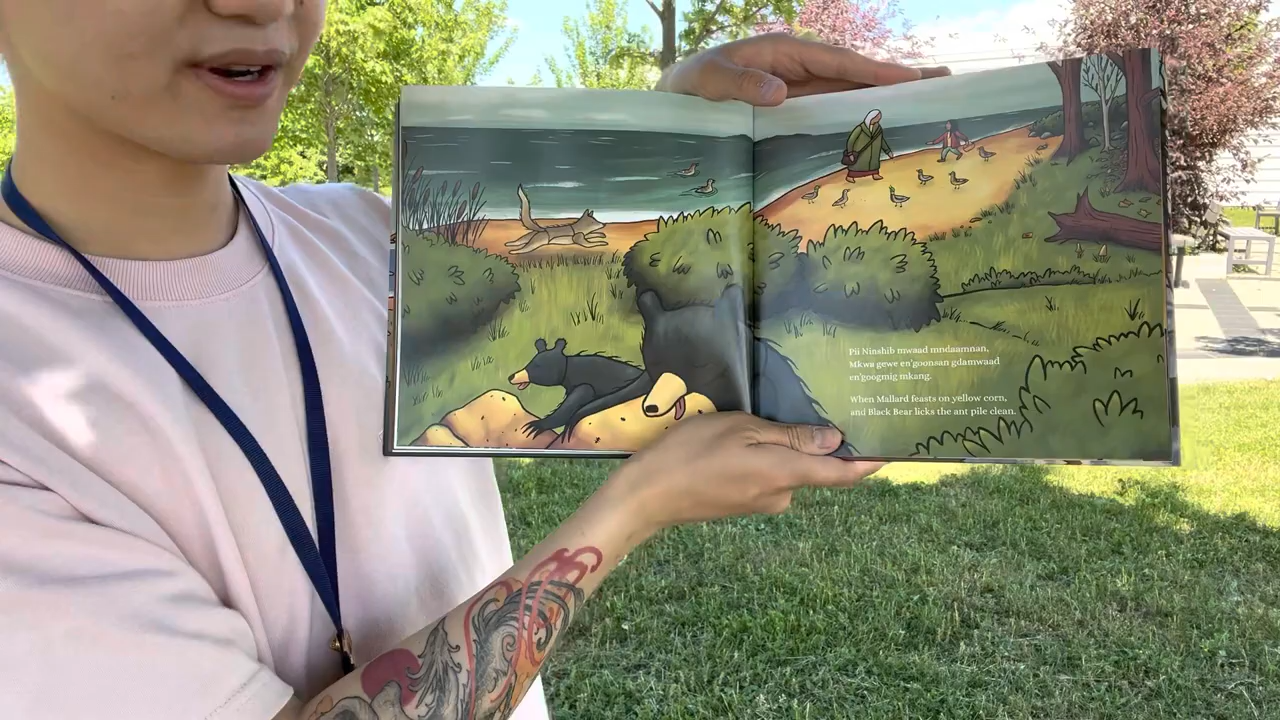 Pii Ninshib mwaad mndaamnan,
Mkwa gewe en'goonsan gdamwaad
en'googmig mkang.
When Mallard feasts on yellow corn,
and Black Bear licks the ant pile clean.